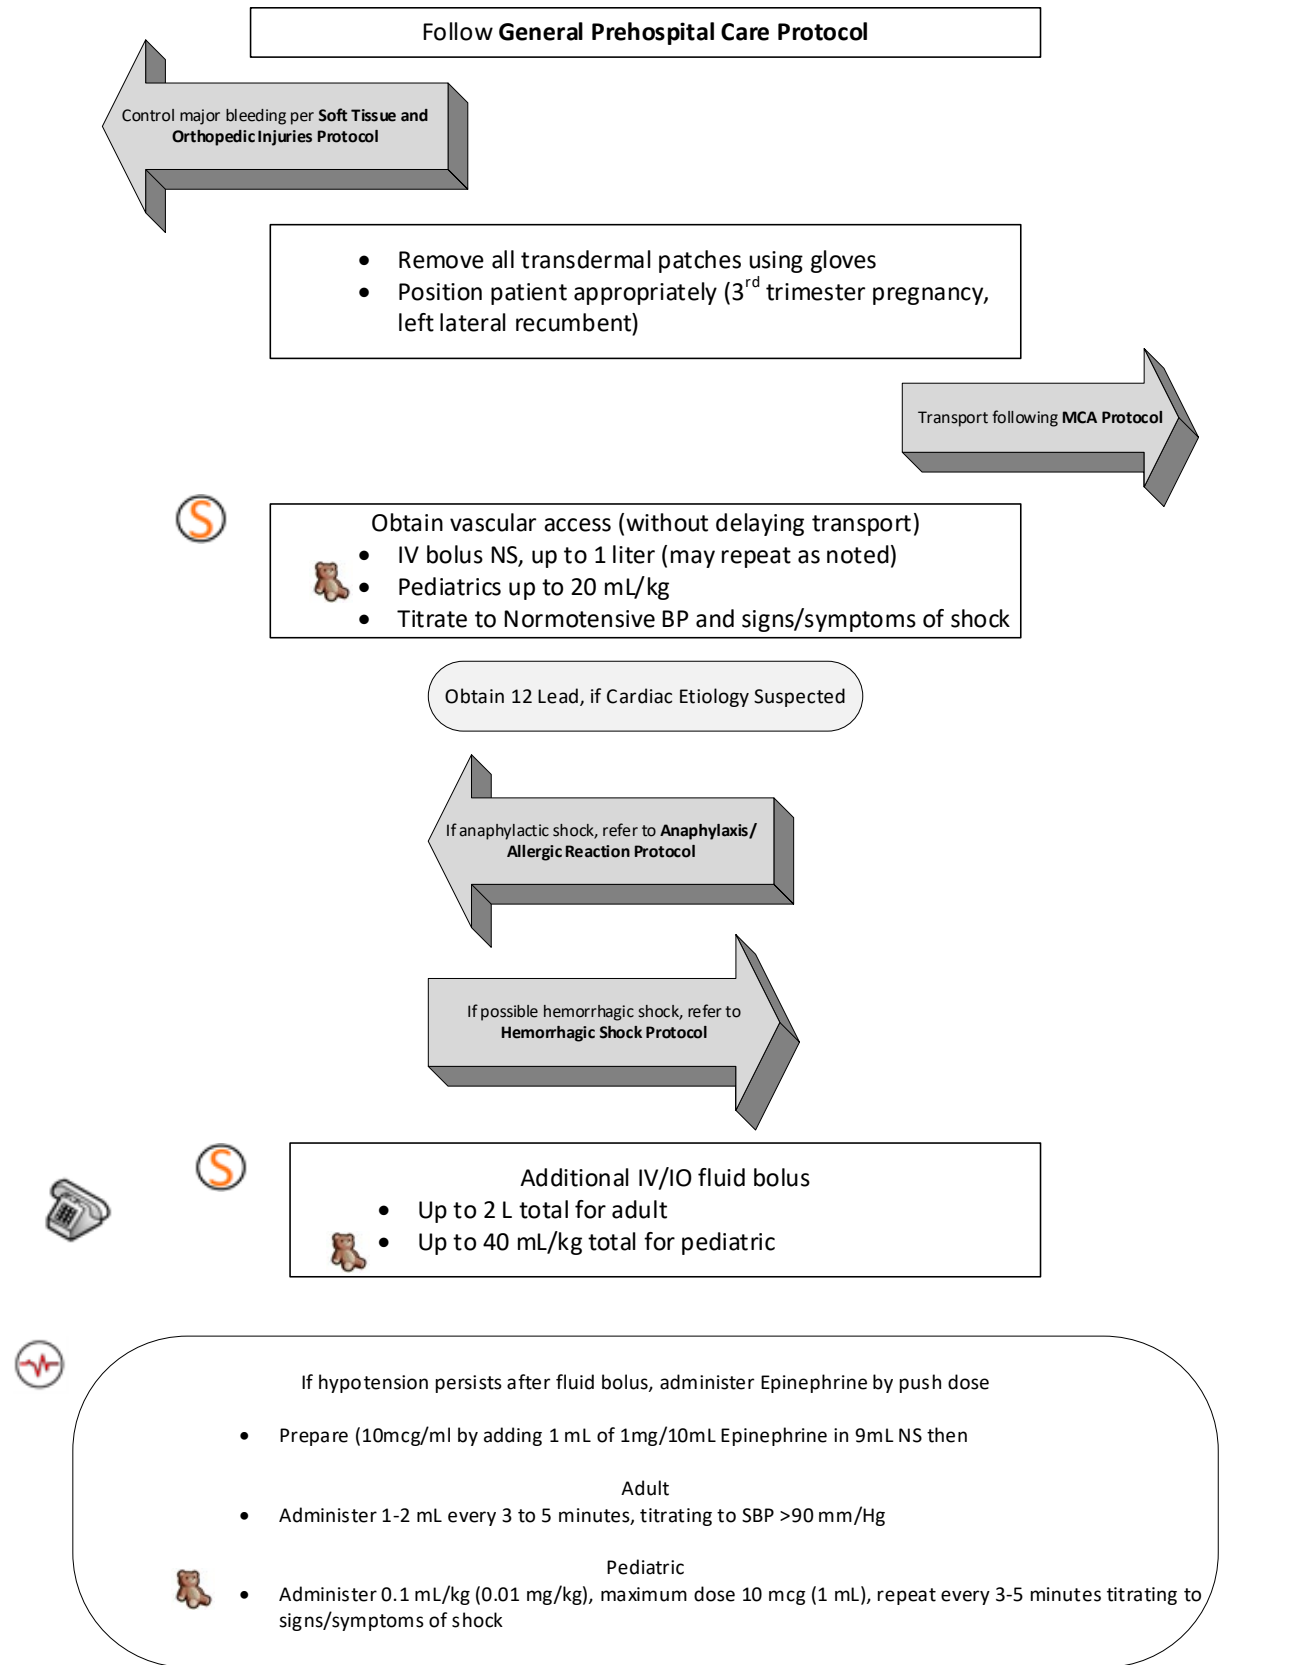 Follow General Prehospital Care Protocol
Control major bleeding per Soft Tissue and
Orthopedic Injuries Protocol
• Remove all transdermal patches using gloves
• Position patient appropriately (3rd trimester pregnancy,
left lateral recumbent)
Transport following MCA Protocol
S
Obtain vascular access (without delaying transport)
• IV bolus NS, up to 1 liter (may repeat as noted)
• Pediatrics up to 20 mL/kg
• Titrate to Normotensive BP and signs/symptoms of shock
Obtain 12 Lead, if Cardiac Etiology Suspected
If anaphylactic shock, refer to Anaphylaxis/
Allergic Reaction Protocol
If possible hemorrhagic shock, refer to
Hemorrhagic Shock Protocol
S
Additional IV/IO fluid bolus
• Up to 2 L total for adult
• Up to 40 mL/kg total for pediatric
If hypotension persists after fluid bolus, administer Epinephrine by push dose
• Prepare (10mcg/ml by adding 1 mL of 1mg/10mL Epinephrine in 9mL NS then
Adult
• Administer 1-2 mL every 3 to 5 minutes, titrating to SBP >90 mm/Hg
Pediatric
• Administer 0.1 mL/kg (0.01 mg/kg), maximum dose 10 mcg (1 mL), repeat every 3-5 minutes titrating to
signs/symptoms of shock